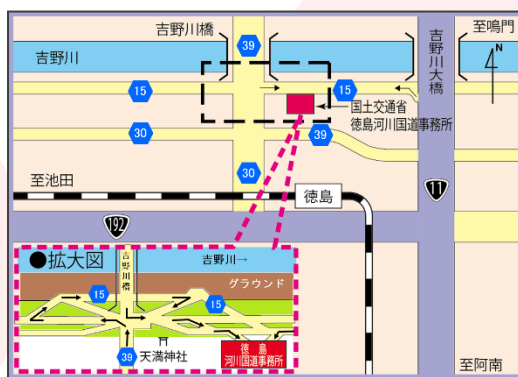 吉野川橋
39
至鳴門
吉野川
吉野川大橋
N
15
15
国土交通省
徳島河川国道事務所
30
39
30
至池田
徳島
11
192
●拡大図
吉野川橋
吉野川→
グラウンド
15
15
39
天満神社
徳島
河川国道事務所
至阿南